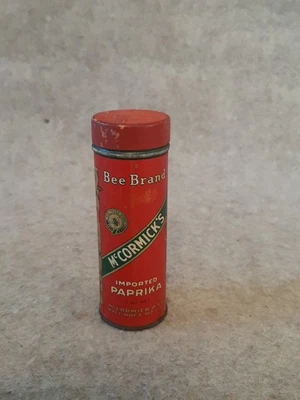 Bee Brand
McCORMICK'S
IMPORTED
PAPRIKA